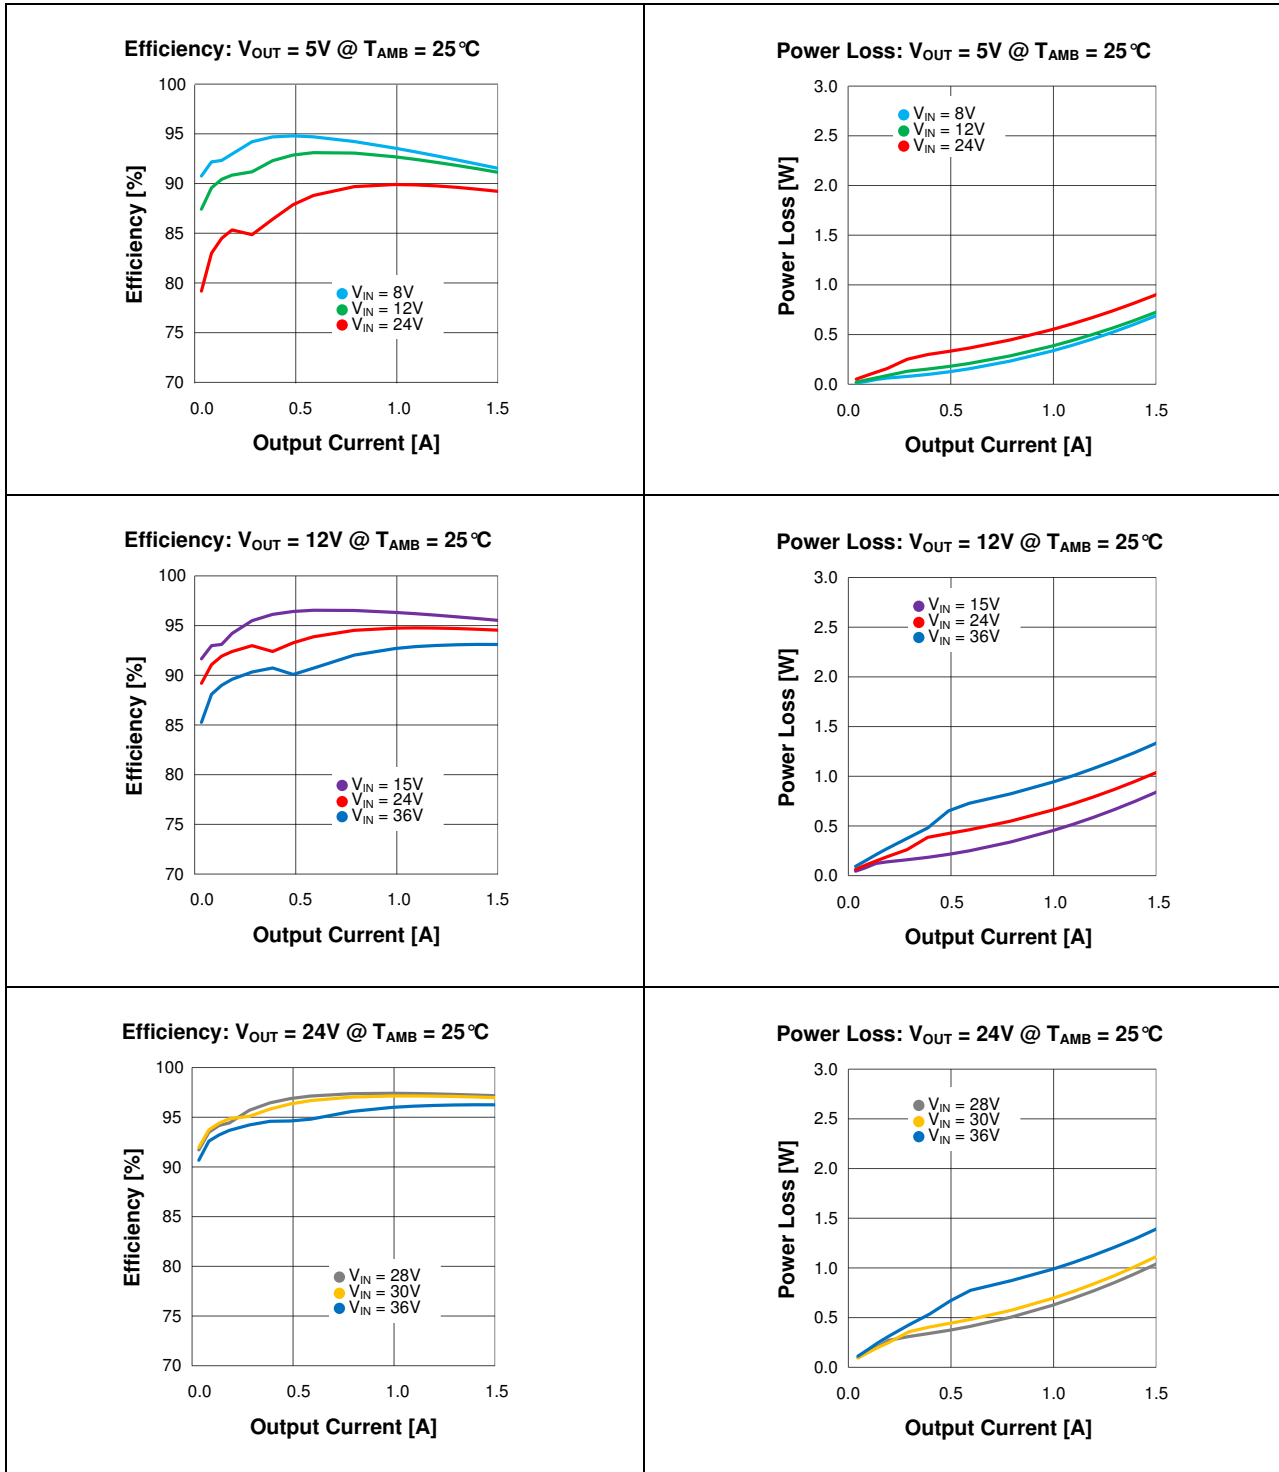 Efficiency: VOUT = 5V @ TAMB = 25°C
100
95
90
85
80
75
70
Efficiency [%]
VIN = 8V
VIN = 12V
VIN = 24V
0.0 0.5 1.0 1.5
Output Current [A]
Power Loss: VOUT = 5V @ TAMB = 25°C
3.0
2.5
2.0
1.5
1.0
0.5
0.0
Power Loss [W]
VIN = 8V
VIN = 12V
VIN = 24V
0.0 0.5 1.0 1.5
Output Current [A]
Efficiency: VOUT = 12V @ TAMB = 25°C
100
95
90
85
80
75
70
Efficiency [%]
VIN = 15V
VIN = 24V
VIN = 36V
0.0 0.5 1.0 1.5
Output Current [A]
Power Loss: VOUT = 12V @ TAMB = 25°C
3.0
2.5
2.0
1.5
1.0
0.5
0.0
Power Loss [W]
VIN = 15V
VIN = 24V
VIN = 36V
0.0 0.5 1.0 1.5
Output Current [A]
Efficiency: VOUT = 24V @ TAMB = 25°C
100
95
90
85
80
75
70
Efficiency [%]
VIN = 28V
VIN = 30V
VIN = 36V
0.0 0.5 1.0 1.5
Output Current [A]
Power Loss: VOUT = 24V @ TAMB = 25°C
3.0
2.5
2.0
1.5
1.0
0.5
0.0
Power Loss [W]
VIN = 28V
VIN = 30V
VIN = 36V
0.0 0.5 1.0 1.5
Output Current [A]